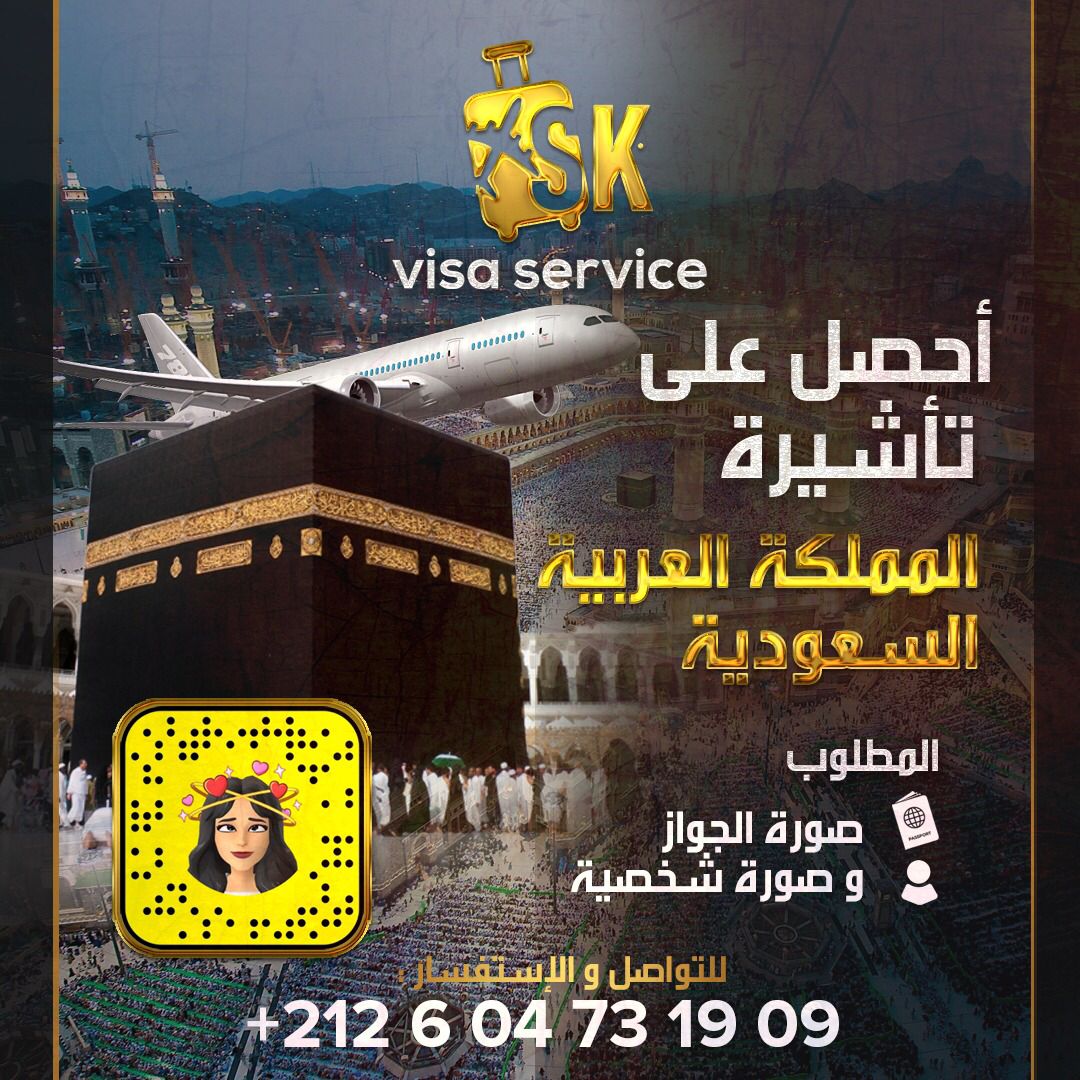 SK
visa service
أحصل على
تأشيرة
المملكة العربية
السعودية
المطلوب
صورة الجواز
PASSPORT
و صورة شخصية
للتواصل و الإستفسار :
+212 6 04 73 19 09